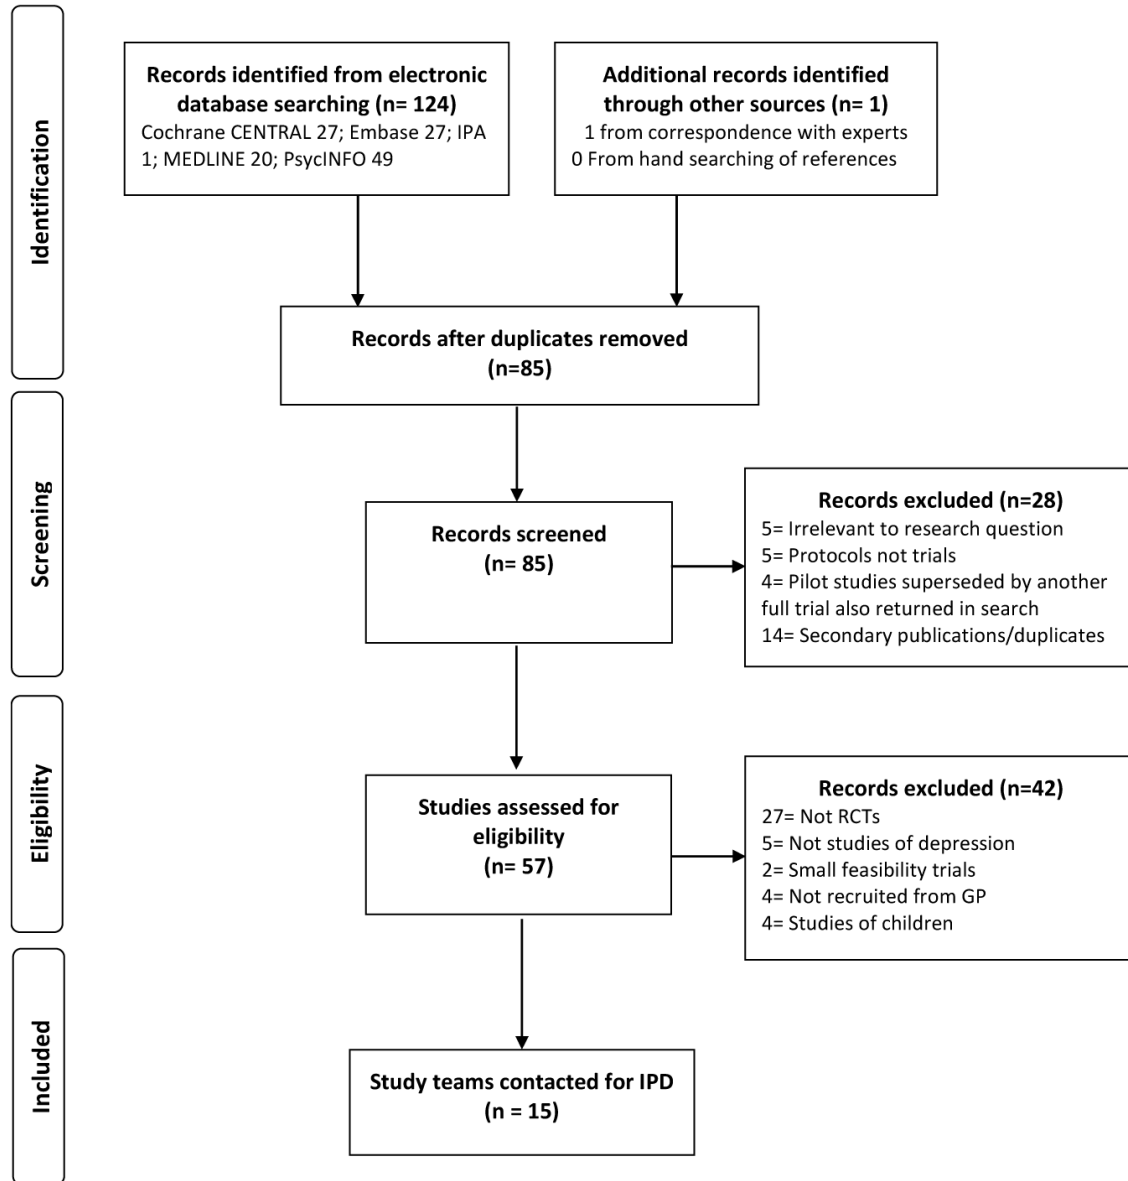 Identification
Records identified from electronic
database searching (n= 124)
Cochrane CENTRAL 27; Embase 27; IPA
1; MEDLINE 20; PsycINFO 49
Additional records identified
through other sources (n= 1)
1 from correspondence with experts
0 From hand searching of references
Records after duplicates removed
(n=85)
Screening
Records screened
(n= 85)
Records excluded (n=28)
5= Irrelevant to research question
5= Protocols not trials
4= Pilot studies superseded by another
full trial also returned in search
14= Secondary publications/duplicates
Eligibility
Studies assessed for
eligibility
(n= 57)
Records excluded (n=42)
27= Not RCTs
5= Not studies of depression
2= Small feasibility trials
4= Not recruited from GP
4= Studies of children
Included
Study teams contacted for IPD
(n = 15)